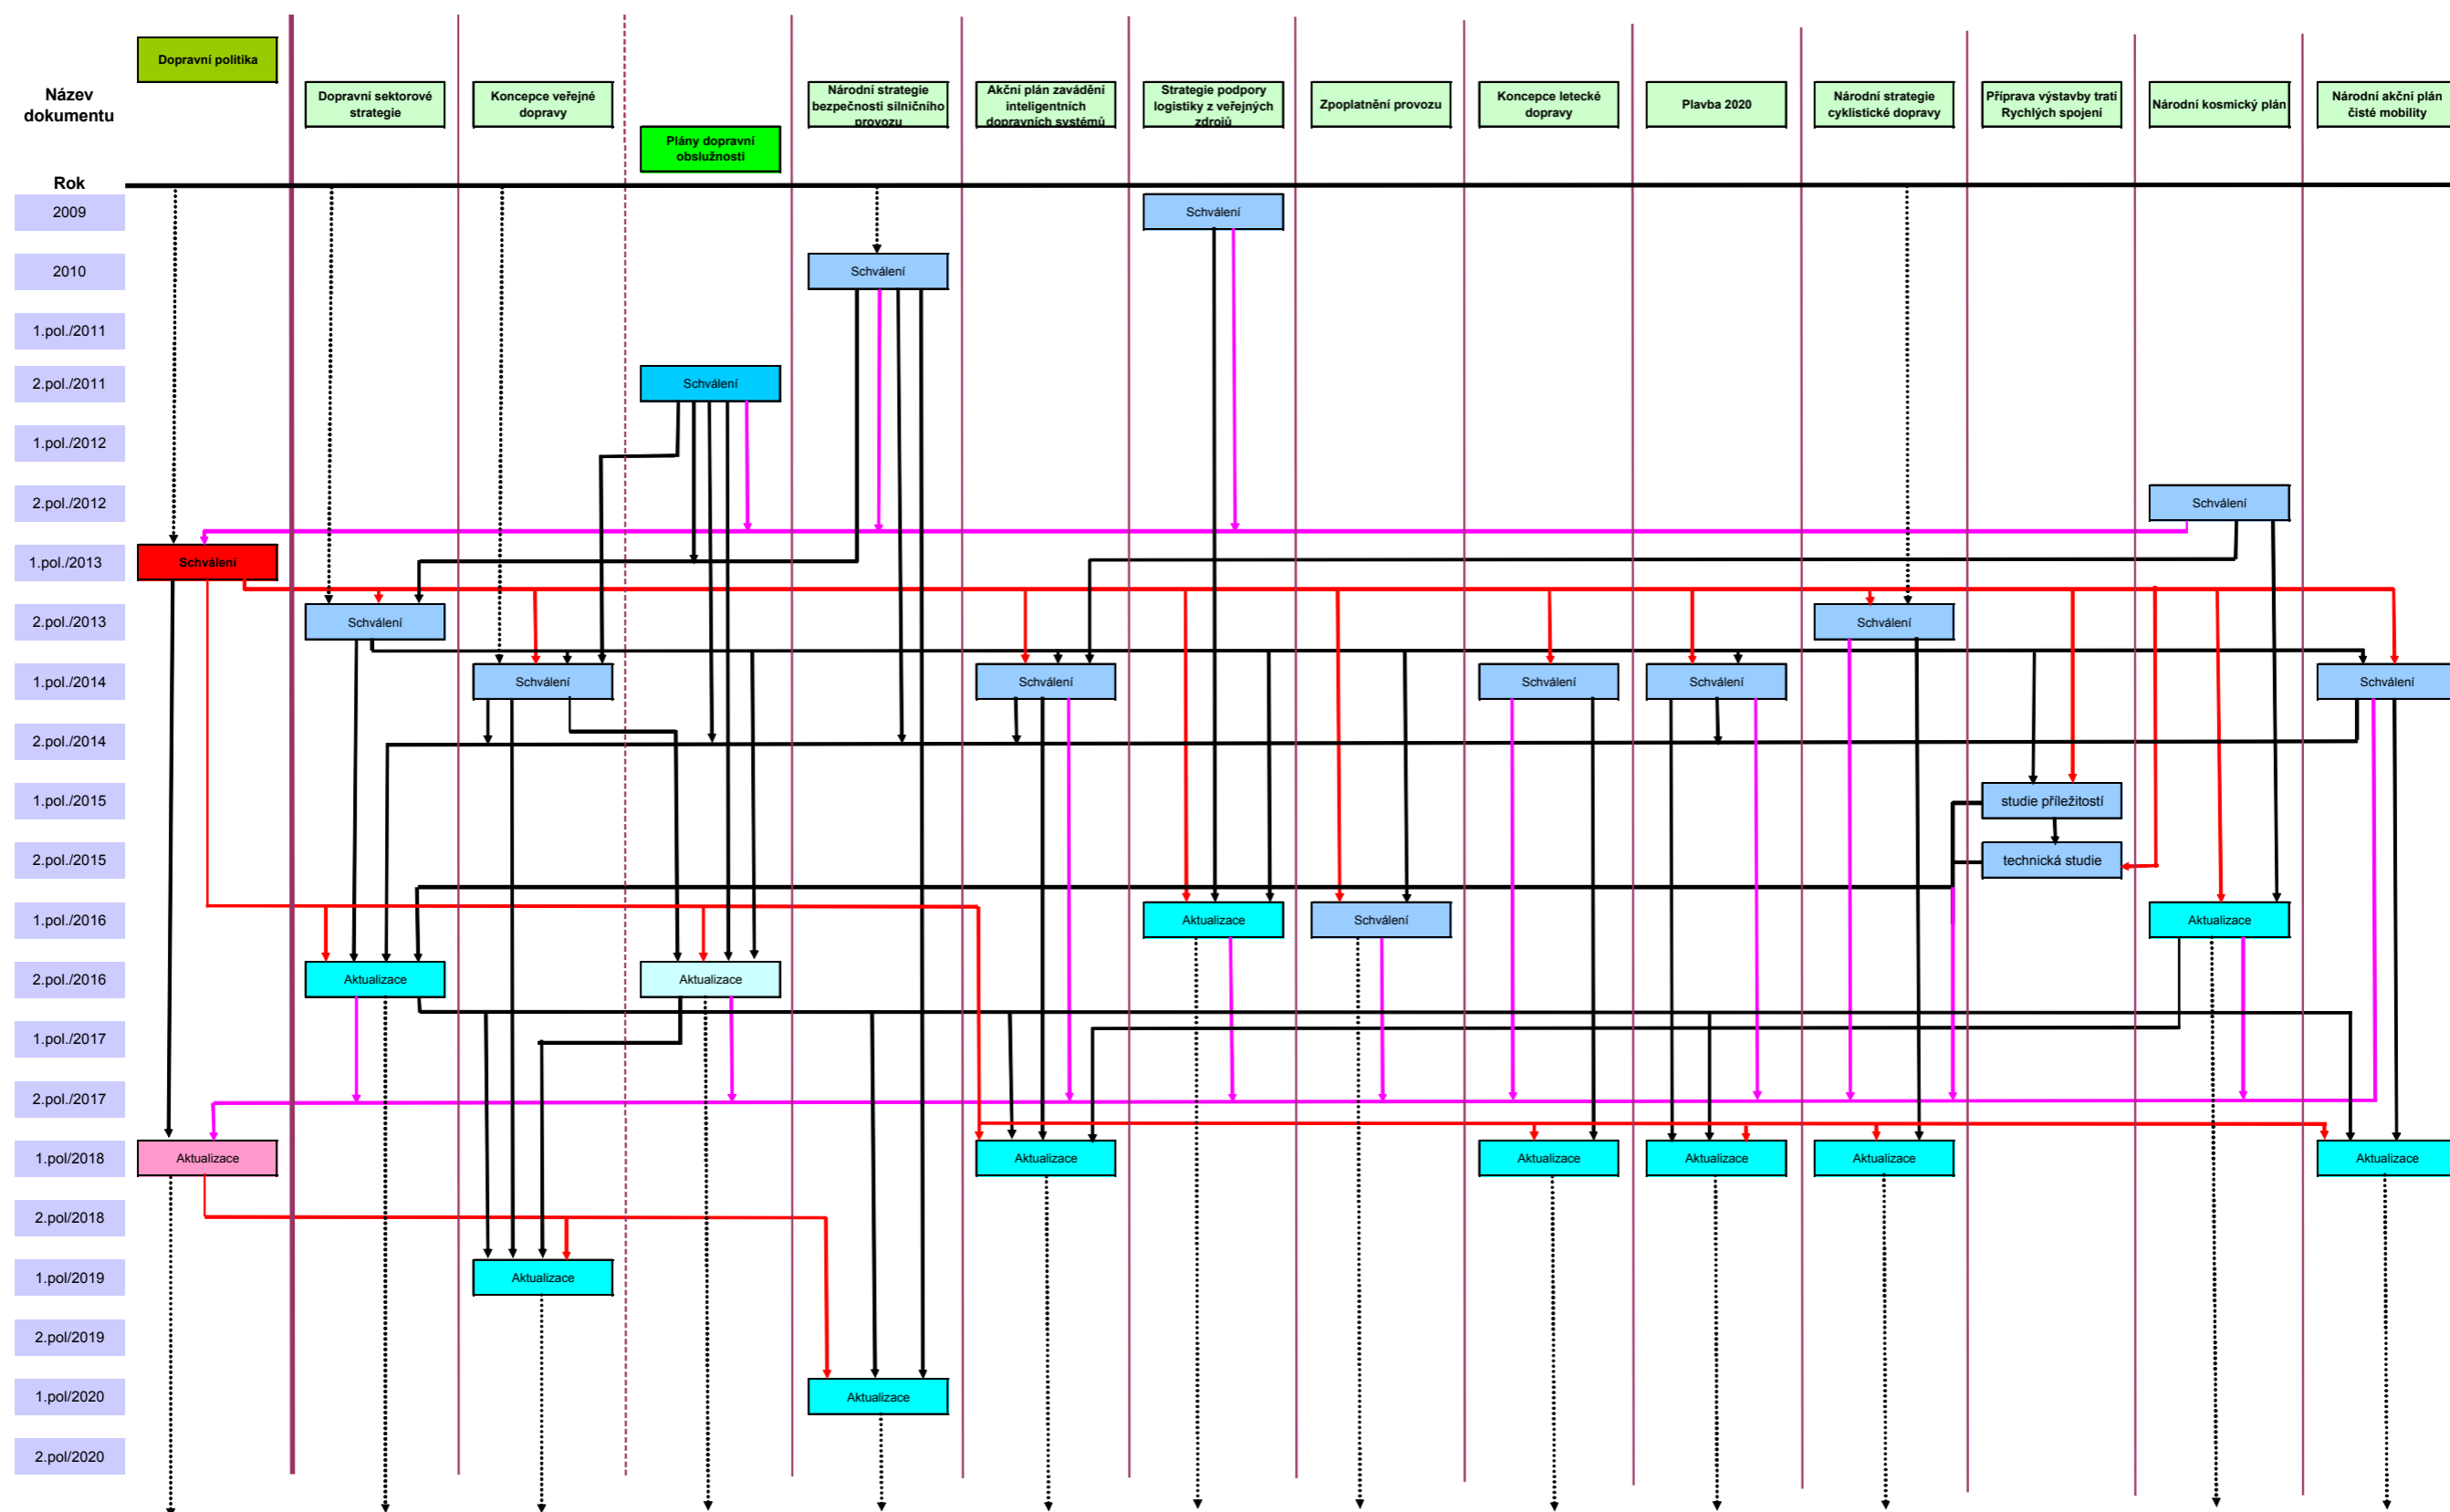 Dopravní politika
Název
dokumentu
Dopravní sektorové
strategie
Koncepce veřejné
dopravy
Plány dopravní
obslužnosti
Národní strategie
bezpečnosti silničního
provozu
Akční plán zavádění
inteligentních
dopravních systémů
Strategie podpory
logistiky z veřejných
zdrojů
Zpoplatnění provozu
Koncepce letecké
dopravy
Plavba 2020
Národní strategie
cyklistické dopravy
Příprava výstavby tratí
Rychlých spojení
Národní kosmický plán
Národní akční plán
čisté mobility
Rok
2009
Schválení
2010
Schválení
1.pol./2011
2.pol./2011
Schválení
1.pol./2012
2.pol./2012
Schválení
1.pol./2013
Schválení
2.pol./2013
Schválení
Schválení
1.pol./2014
Schválení
Schválení
Schválení
Schválení
Schválení
2.pol./2014
1.pol./2015
studie příležitostí
2.pol./2015
technická studie
1.pol./2016
Aktualizace
Schválení
Aktualizace
2.pol./2016
Aktualizace
Aktualizace
1.pol./2017
2.pol./2017
1.pol/2018
Aktualizace
Aktualizace
Aktualizace
Aktualizace
Aktualizace
Aktualizace
2.pol/2018
1.pol/2019
Aktualizace
2.pol/2019
1.pol/2020
Aktualizace
2.pol/2020